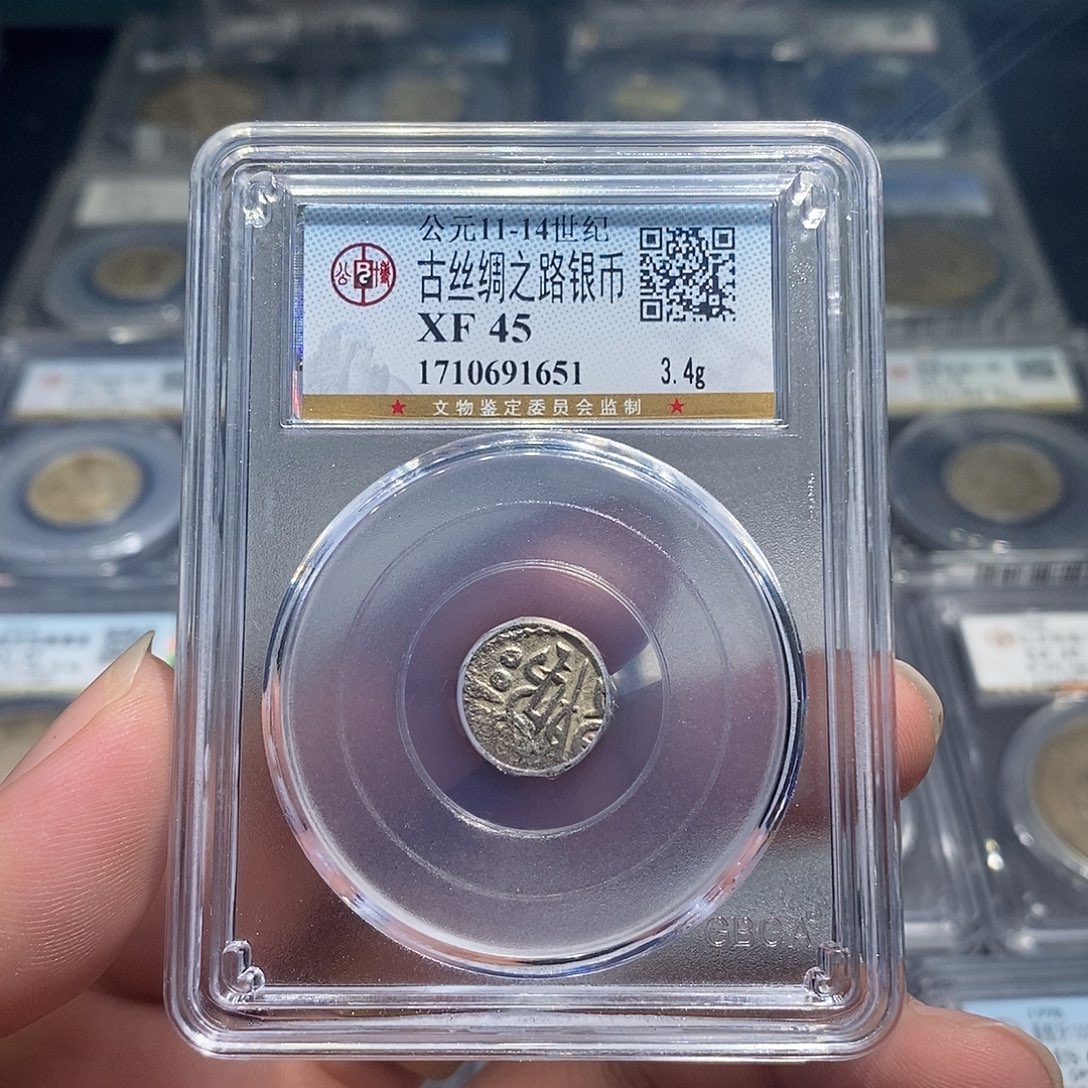 公元11-14世纪
古丝绸之路银币
XF 45
1710691651 3.4g
★ 文物鉴定委员会监制 ★
GBCA